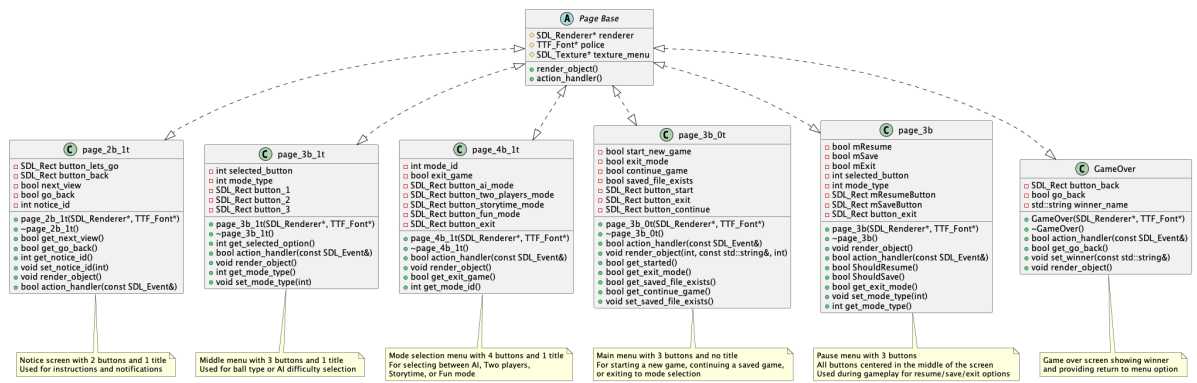 A Page Base
SDL_Renderer* renderer
TTF_Font* police
SDL_Texture* texture_menu
render_object()
action_handler()
C page_2b_1t
SDL_Rect button_lets_go
SDL_Rect button_back
bool next_view
bool go_back
int notice_id
page_2b_1t(SDL_Renderer*, TTF_Font*)
~page_2b_1t()
bool get_next_view()
bool get_go_back()
int get_notice_id()
void set_notice_id(int)
void render_object()
bool action_handler(const SDL_Event&)
C page_3b_1t
int selected_button
int mode_type
SDL_Rect button_1
SDL_Rect button_2
SDL_Rect button_3
page_3b_1t(SDL_Renderer*, TTF_Font*)
~page_3b_1t()
int get_selected_option()
bool action_handler(const SDL_Event&)
void render_object()
int get_mode_type()
void set_mode_type(int)
C page_4b_1t
int mode_id
bool exit_game
SDL_Rect button_ai_mode
SDL_Rect button_two_players_mode
SDL_Rect button_storytime_mode
SDL_Rect button_fun_mode
SDL_Rect button_exit
page_4b_1t(SDL_Renderer*, TTF_Font*)
~page_4b_1t()
bool action_handler(const SDL_Event&)
void render_object()
bool get_exit_game()
int get_mode_id()
C page_3b_0t
bool start_new_game
bool exit_mode
bool continue_game
bool saved_file_exists
SDL_Rect button_start
SDL_Rect button_exit
SDL_Rect button_continue
page_3b_0t(SDL_Renderer*, TTF_Font*)
~page_3b_0t()
bool action_handler(const SDL_Event&)
void render_object(int, const std::string&, int)
bool get_started()
bool get_exit_mode()
bool get_saved_file_exists()
bool get_continue_game()
void set_saved_file_exists()
C page_3b
bool mResume
bool mSave
bool mExit
int selected_button
int mode_type
SDL_Rect mResumeButton
SDL_Rect mSaveButton
SDL_Rect button_exit
page_3b(SDL_Renderer*, TTF_Font*)
~page_3b()
void render_object()
bool action_handler(const SDL_Event&)
bool ShouldResume()
bool ShouldSave()
bool get_exit_mode()
void set_mode_type(int)
int get_mode_type()
C GameOver
SDL_Rect button_back
bool go_back
std::string winner_name
GameOver(SDL_Renderer*, TTF_Font*)
~GameOver()
bool action_handler(const SDL_Event&)
bool get_go_back()
void set_winner(const std::string&)
void render_object()
Notice screen with 2 buttons and 1 title
Used for instructions and notifications
Middle menu with 3 buttons and 1 title
Used for ball type or AI difficulty selection
Mode selection menu with 4 buttons and 1 title
For selecting between AI, Two players,
Storytime, or Fun mode
Main menu with 3 buttons and no title
For starting a new game, continuing a saved game,
or exiting to mode selection
Pause menu with 3 buttons
All buttons centered in the middle of the screen
Used during gameplay for resume/save/exit options
Game over screen showing winner
and providing return to menu option